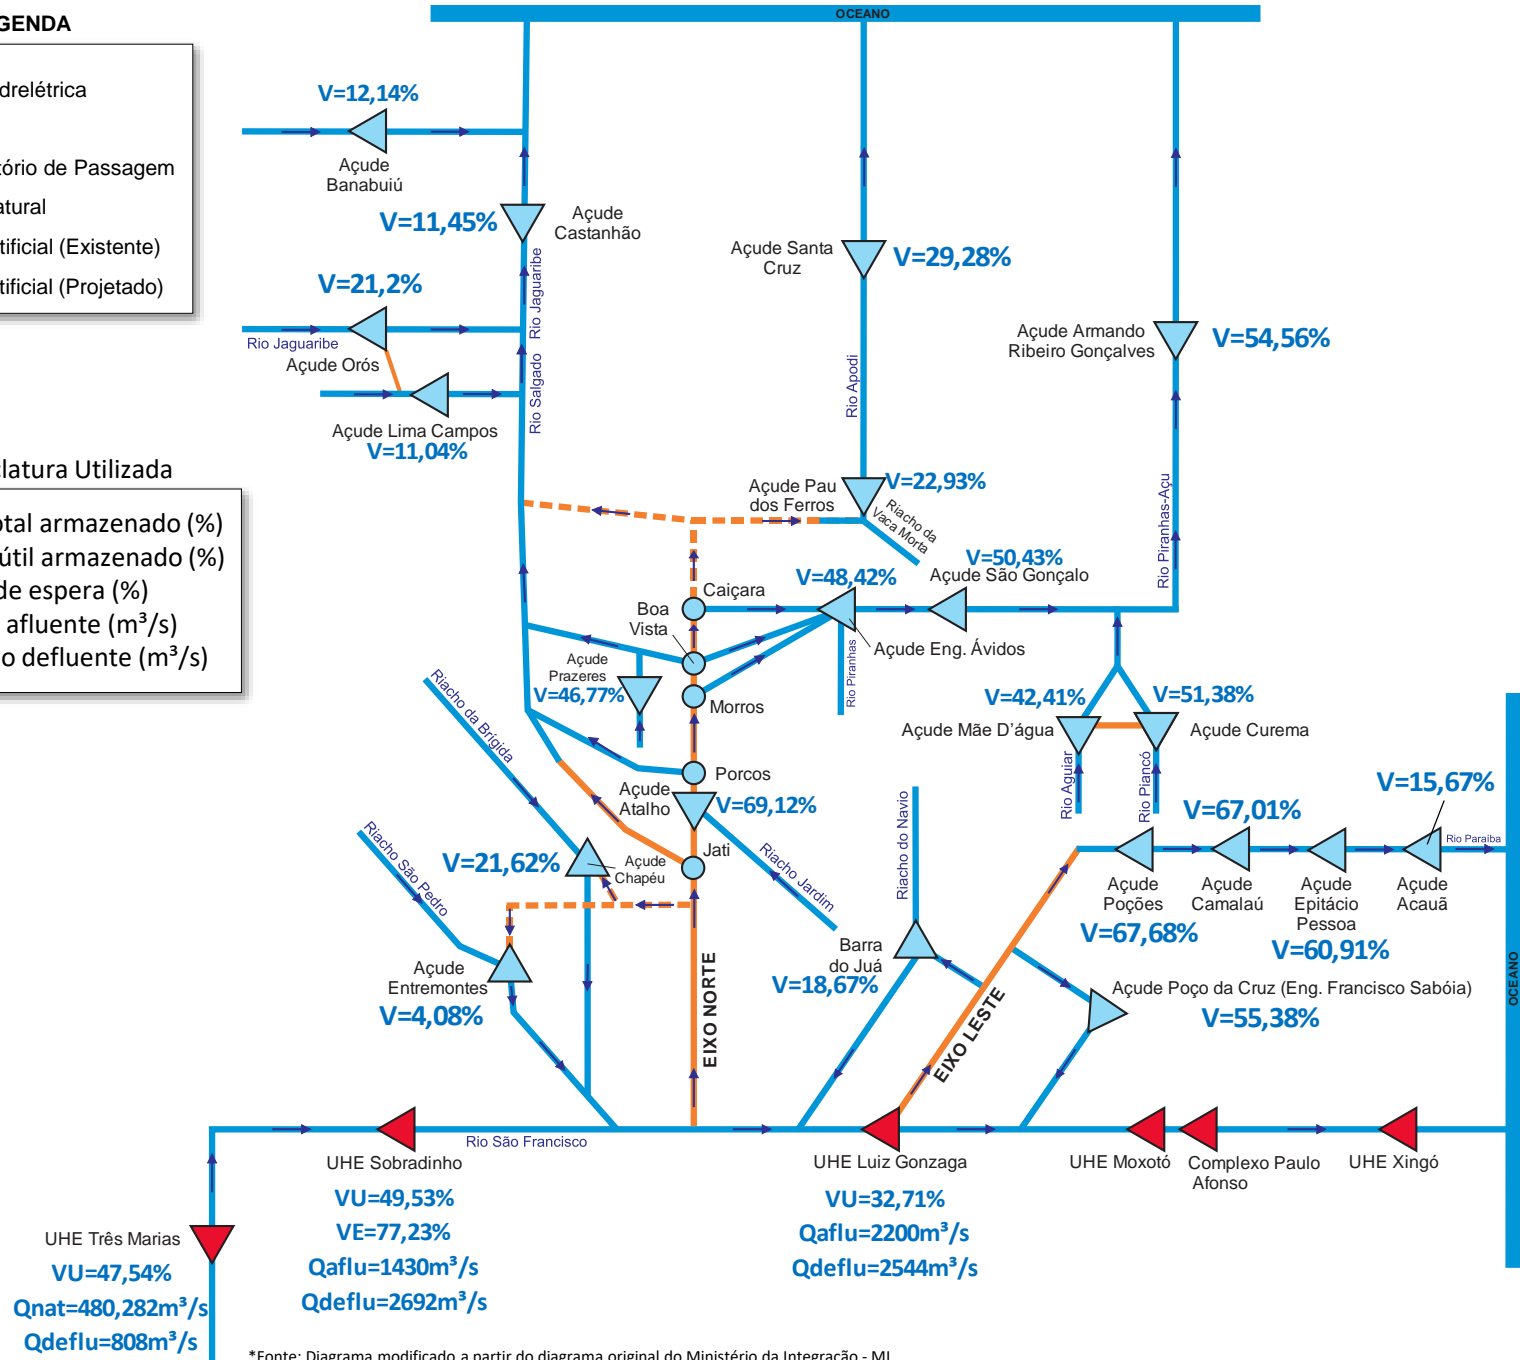 OCEANO
GENDA
drelétrica
tório de Passagem
atural
tificial (Existente)
tificial (Projetado)
V=12,14%
Açude
Banabuiú
V=11,45%
Açude
Castanhão
Rio Jaguaribe
V=21,2%
Rio Jaguaribe
Açude Orós
Rio Salgado
Açude Lima Campos
V=11,04%
Açude Santa
Cruz
V=29,28%
Rio Apodi
Açude Armando
Ribeiro Gonçalves
V=54,56%
Rio Piranhas-Açu
clatura Utilizada
otal armazenado (%)
útil armazenado (%)
de espera (%)
afluente (m³/s)
o defluente (m³/s)
Açude Pau
dos Ferros
V=22,93%
Riacho da
Vaca Morta
V=50,43%
Açude São Gonçalo
V=48,42%
Caiçara
Boa
Vista
Açude Eng. Ávidos
Rio Piranhas
Açude
Prazeres
V=46,77%
Morros
Riacho da Brígida
Porcos
Açude
Atalho
V=69,12%
V=42,41%
Açude Mãe D'água
V=51,38%
Açude Curema
Rio Aguiar
Rio Piancó
V=15,67%
V=67,01%
Rio Paraíba
Riacho São Pedro
V=21,62%
Açude
Chapéu
Jati
Riacho Jardim
Riacho do Navio
Açude
Poções
V=67,68%
Açude
Camalaú
Açude
Epitácio
Pessoa
V=60,91%
Açude
Acauã
Açude
Entremontes
V=4,08%
EIXO NORTE
Barra
do Juá
V=18,67%
EIXO LESTE
Açude Poço da Cruz (Eng. Francisco Sabóia)
V=55,38%
OCEANO
Rio São Francisco
UHE Sobradinho
VU=49,53%
VE=77,23%
Qaflu=1430m³/s
Qdeflu=2692m³/s
UHE Luiz Gonzaga
VU=32,71%
Qaflu=2200m³/s
Qdeflu=2544m³/s
UHE Moxotó
Complexo Paulo
Afonso
UHE Xingó
UHE Três Marias
VU=47,54%
Qnat=480,282m³/s
Qdeflu=808m³/s
*Fonte: Diagrama modificado a partir do diagrama original do Ministério da Integração - MI